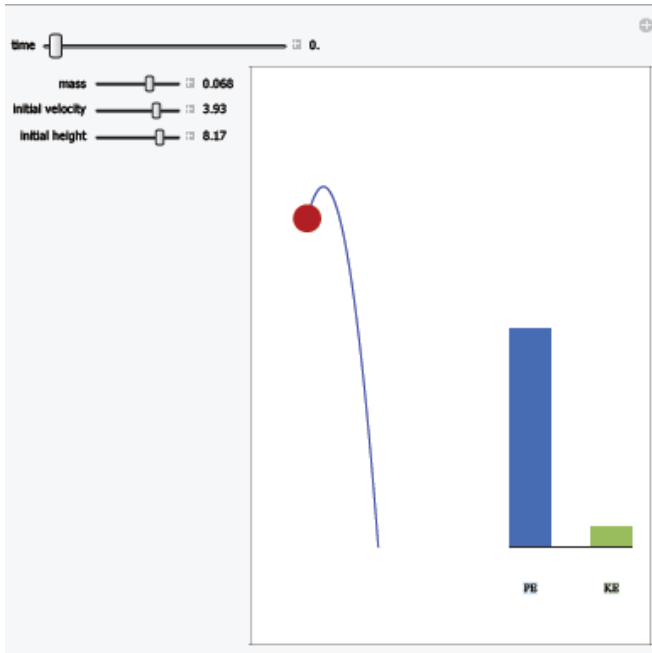 time 0.
mass 0.068
initial velocity 3.93
initial height 8.17
PE KE